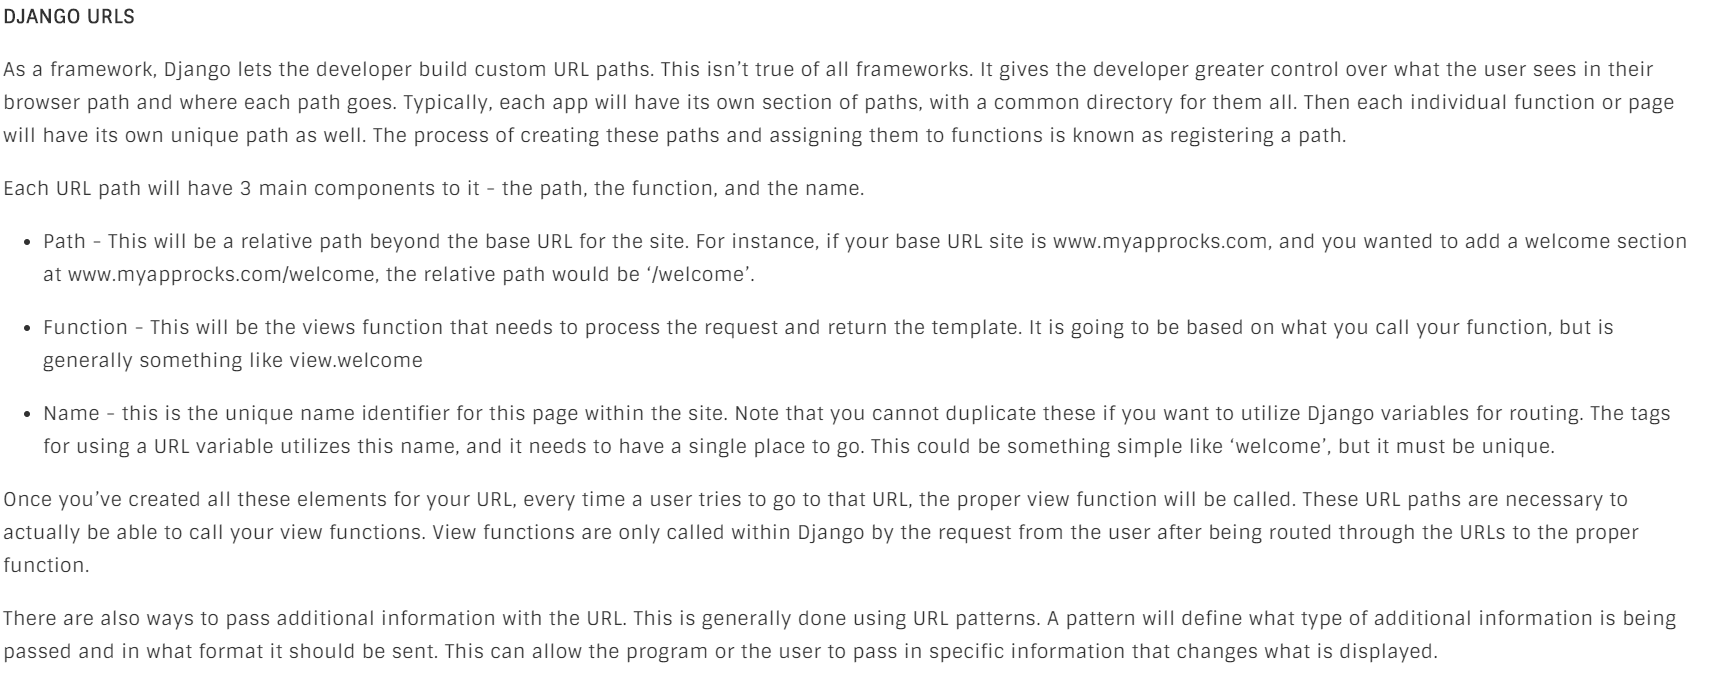 DJANGO URLS
As a framework, Django lets the developer build custom URL paths. This isn’t true of all frameworks. It gives the developer greater control over what the user sees in their
browser path and where each path goes. Typically, each app will have its own section of paths, with a common directory for them all. Then each individual function or page
will have its own unique path as well. The process of creating these paths and assigning them to functions is known as registering a path.
Each URL path will have 3 main components to it – the path, the function, and the name.
• Path – This will be a relative path beyond the base URL for the site. For instance, if your base URL site is www.myapprocks.com, and you wanted to add a welcome section
at www.myapprocks.com/welcome, the relative path would be ‘/welcome’.
• Function – This will be the views function that needs to process the request and return the template. It is going to be based on what you call your function, but is
generally something like view.welcome
• Name – this is the unique name identifier for this page within the site. Note that you cannot duplicate these if you want to utilize Django variables for routing. The tags
for using a URL variable utilizes this name, and it needs to have a single place to go. This could be something simple like ‘welcome’, but it must be unique.
Once you’ve created all these elements for your URL, every time a user tries to go to that URL, the proper view function will be called. These URL paths are necessary to
actually be able to call your view functions. View functions are only called within Django by the request from the user after being routed through the URLs to the proper
function.
There are also ways to pass additional information with the URL. This is generally done using URL patterns. A pattern will define what type of additional information is being
passed and in what format it should be sent. This can allow the program or the user to pass in specific information that changes what is displayed.